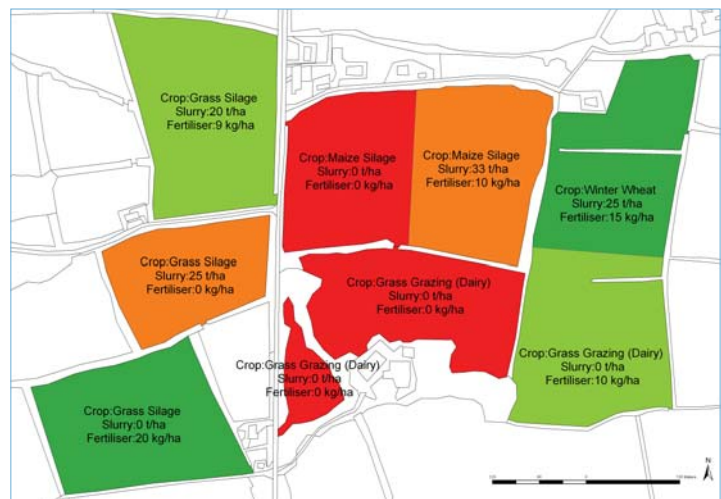 Crop:Grass Silage
Slurry:20 t/ha
Fertiliser:9 kg/ha
Crop:Maize Silage
Slurry:0 t/ha
Fertiliser:0 kg/ha
Crop:Maize Silage
Slurry:33 t/ha
Fertiliser:10 kg/ha
Crop:Winter Wheat
Slurry:25 t/ha
Fertiliser:15 kg/ha
Crop:Grass Silage
Slurry:25 t/ha
Fertiliser:0 kg/ha
Crop:Grass Grazing (Dairy)
Slurry:0 t/ha
Fertiliser:0 kg/ha
Crop:Grass Grazing (Dairy)
Slurry:0 t/ha
Fertiliser:0 kg/ha
Crop:Grass Grazing (Dairy)
Slurry:0 t/ha
Fertiliser:10 kg/ha
Crop:Grass Silage
Slurry:0 t/ha
Fertiliser:20 kg/ha
N